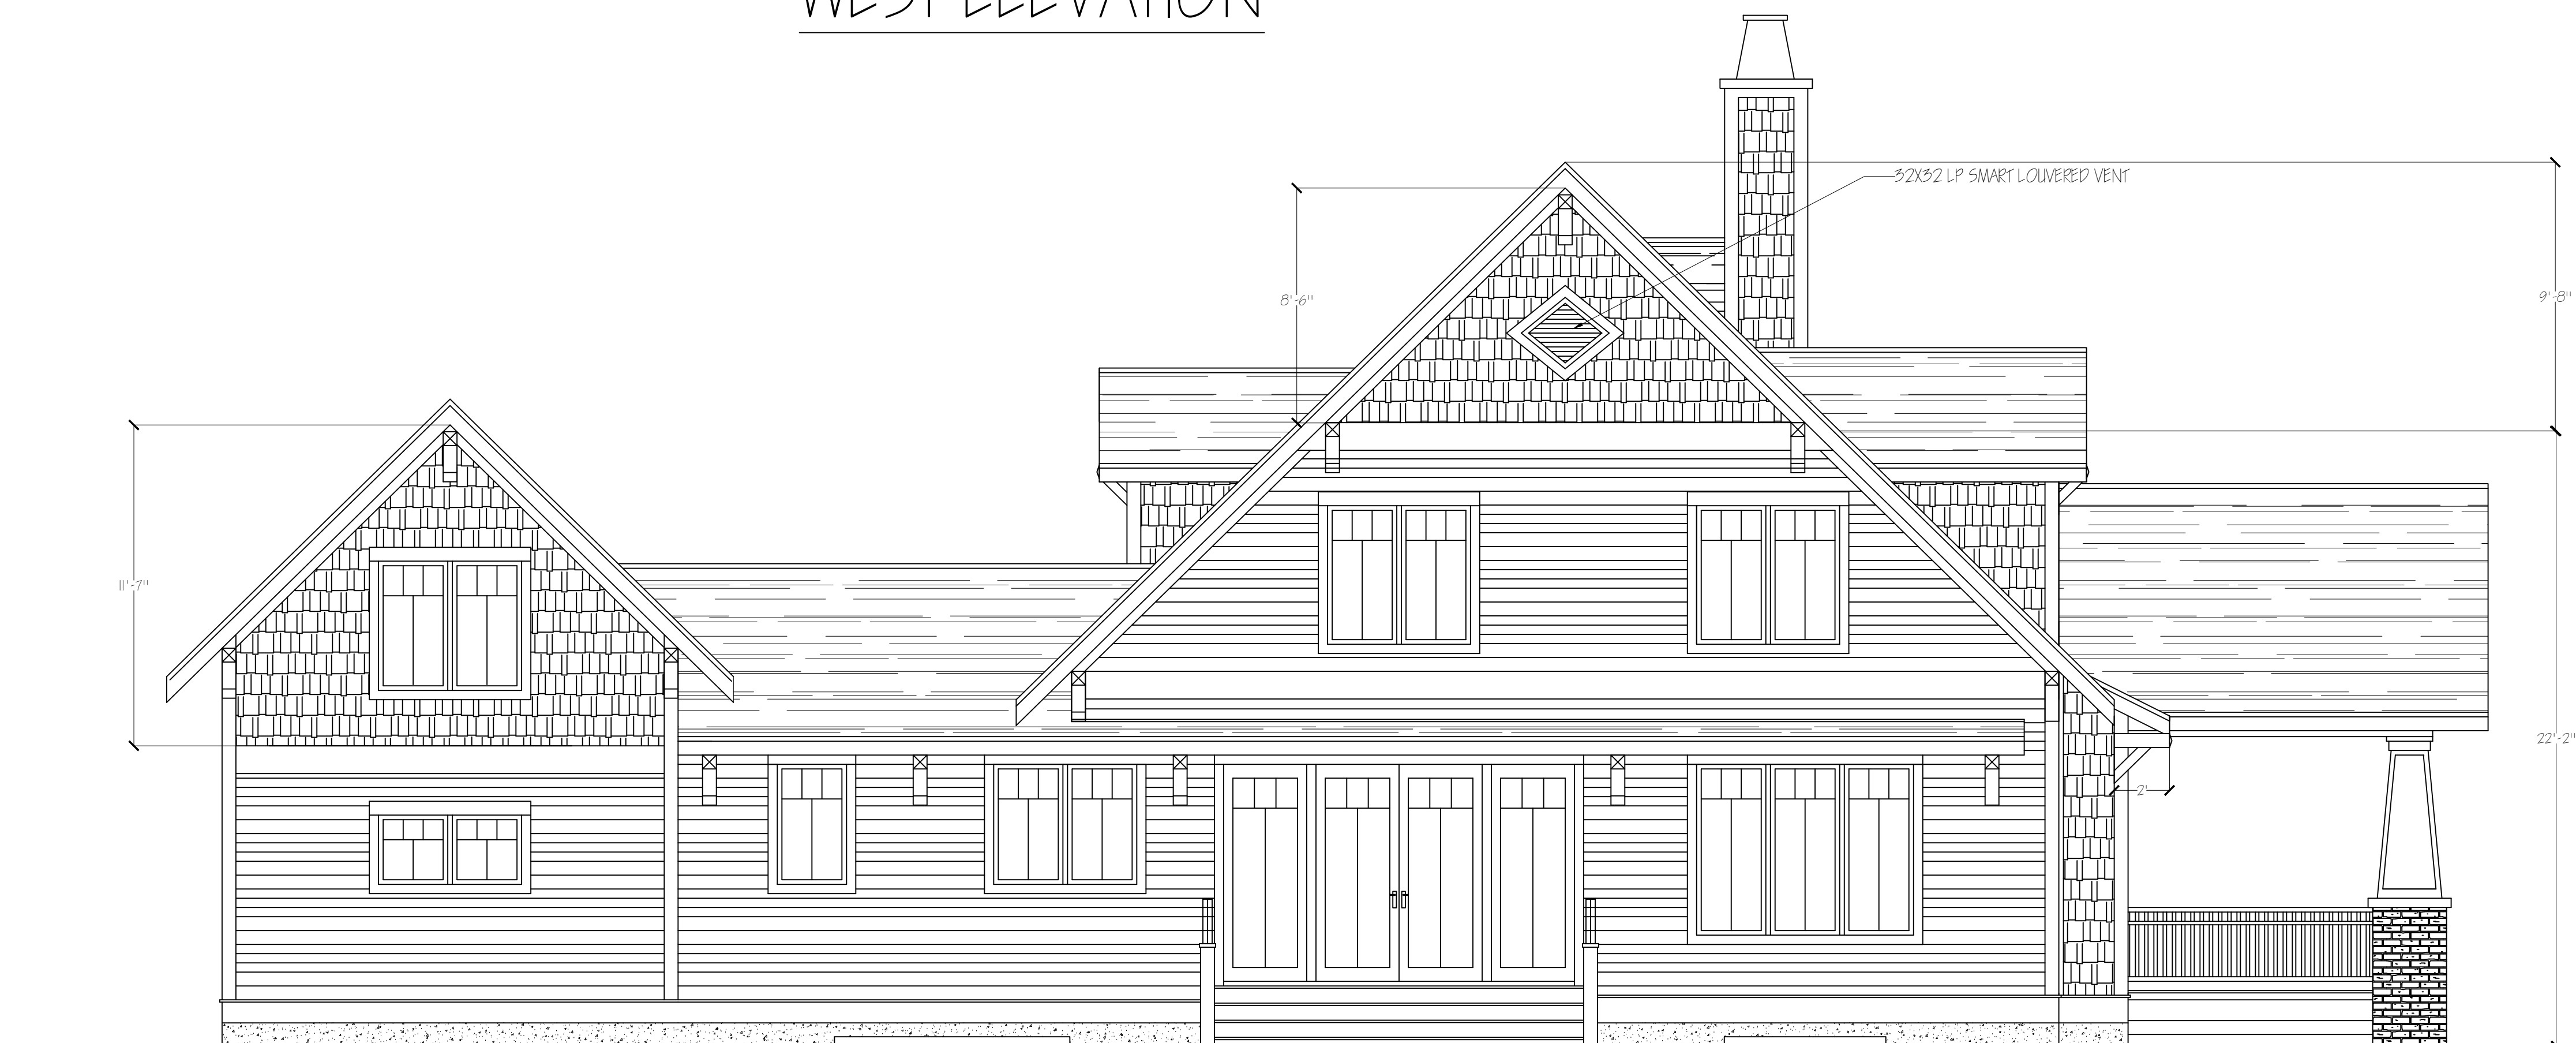 WEST ELEVATION
32X32 LP SMART LOUVERED VENT
8'-6"
9'-8"
11'-7"
22'-2"
2'